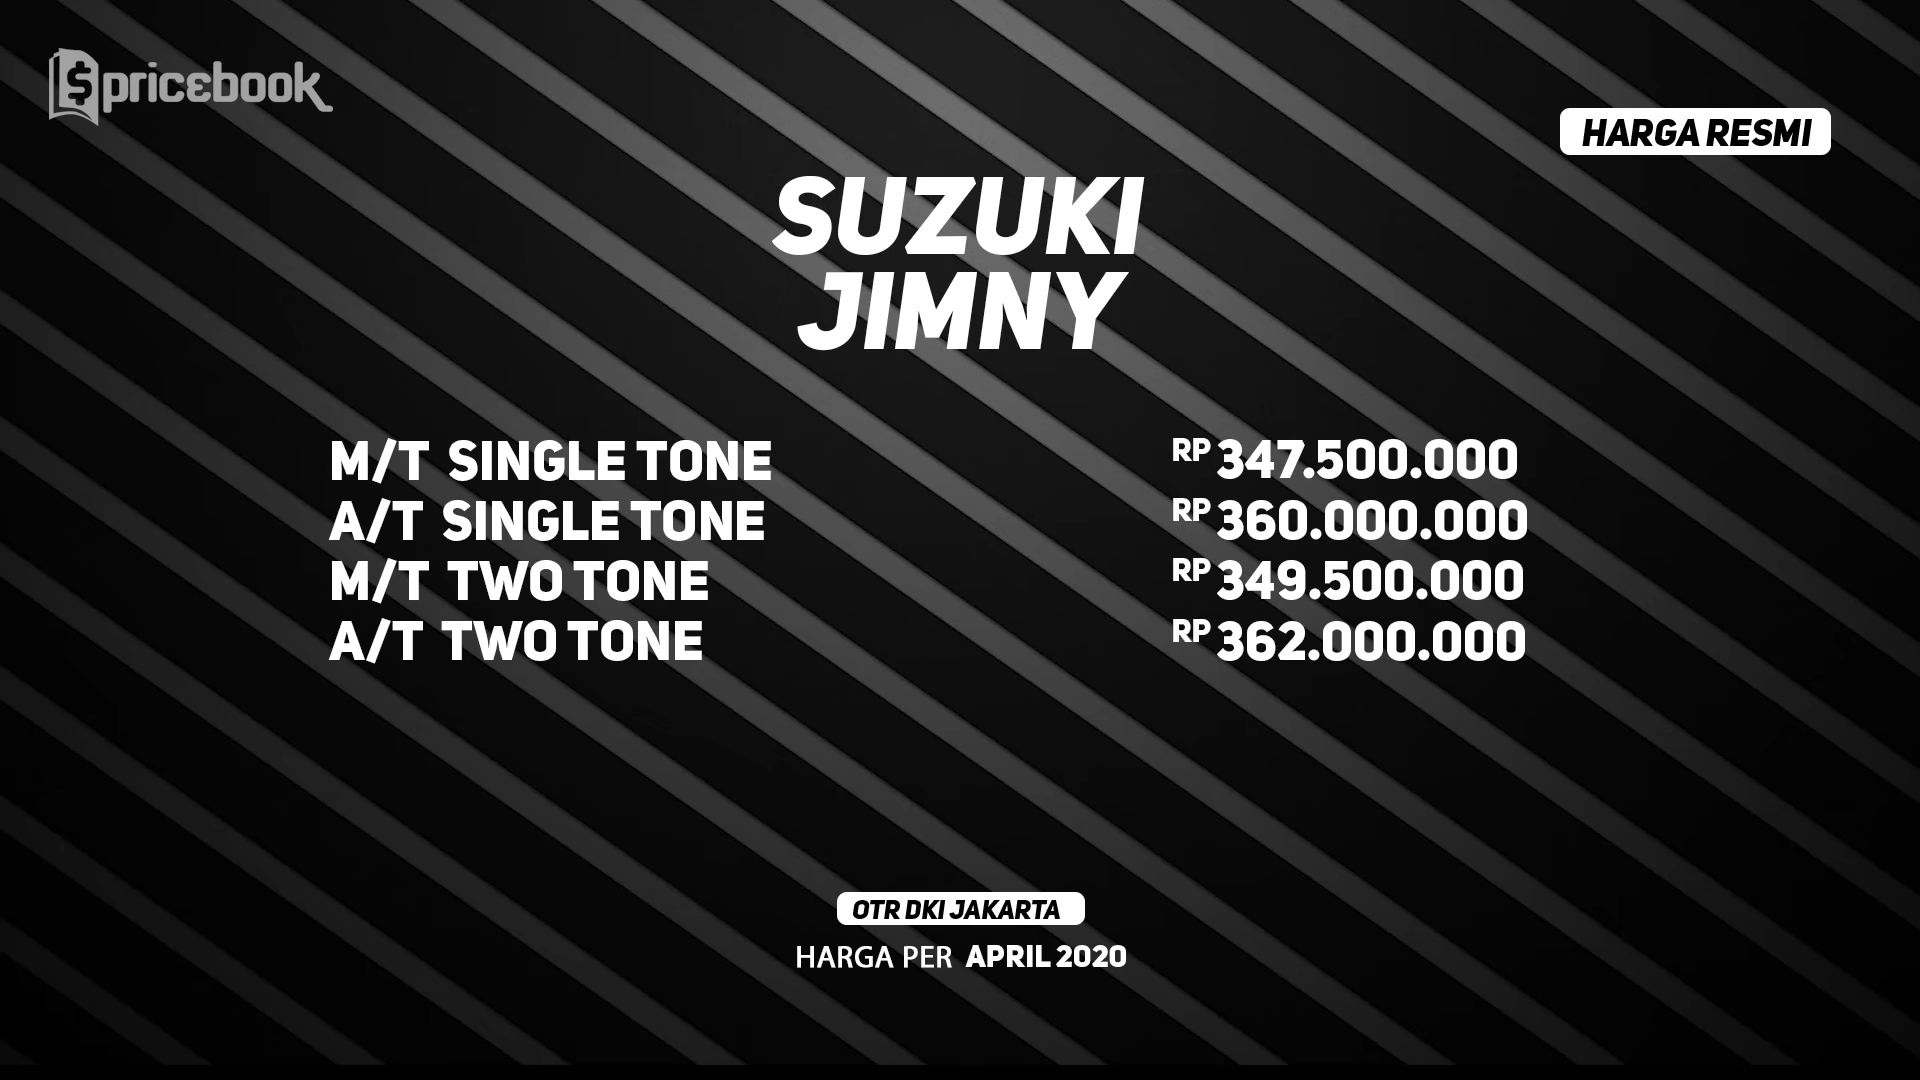 pricebook
HARGA RESMI
SUZUKI
JIMNY
M/T SINGLE TONE RP 347.500.000
A/T SINGLE TONE RP 360.000.000
M/T TWO TONE RP 349.500.000
A/T TWO TONE RP 362.000.000
OTR DKI JAKARTA
HARGA PER APRIL 2020